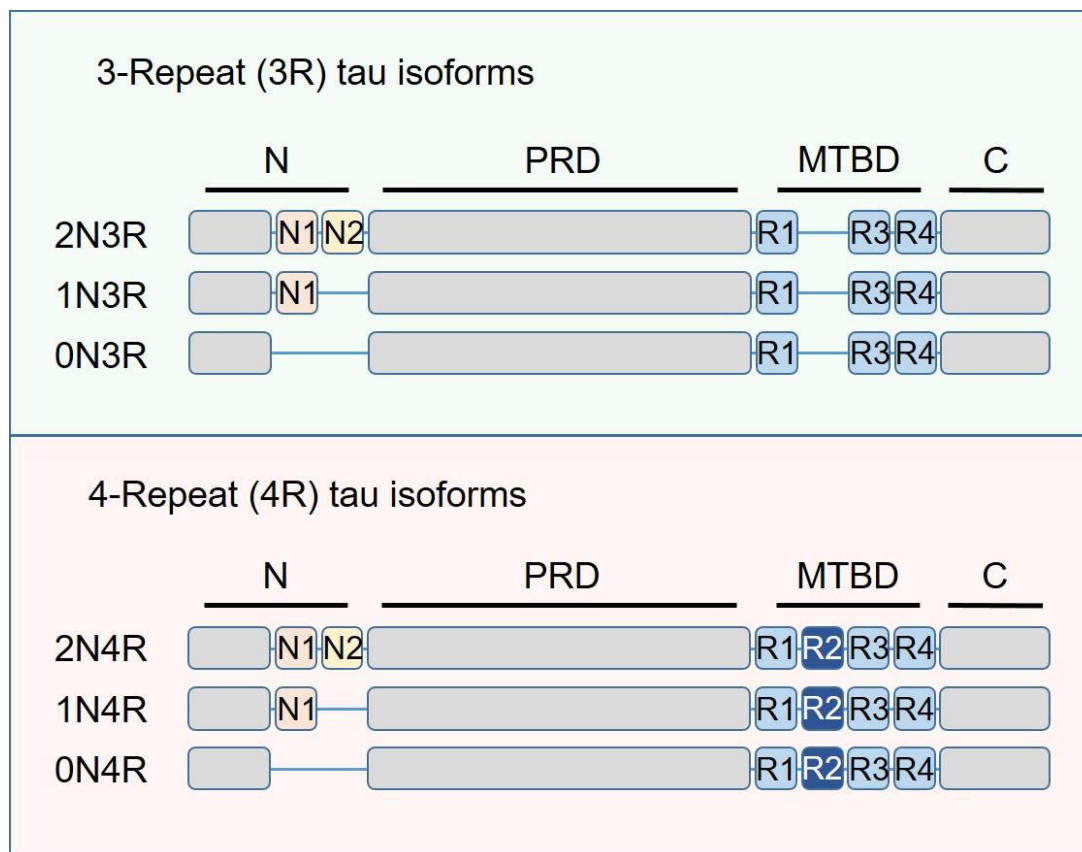 3-Repeat (3R) tau isoforms
N PRD MTBD C
2N3R N1 N2 R1 R3 R4
1N3R N1 R1 R3 R4
0N3R R1 R3 R4
4-Repeat (4R) tau isoforms
N PRD MTBD C
2N4R N1 N2 R1 R2 R3 R4
1N4R N1 R1 R2 R3 R4
0N4R R1 R2 R3 R4